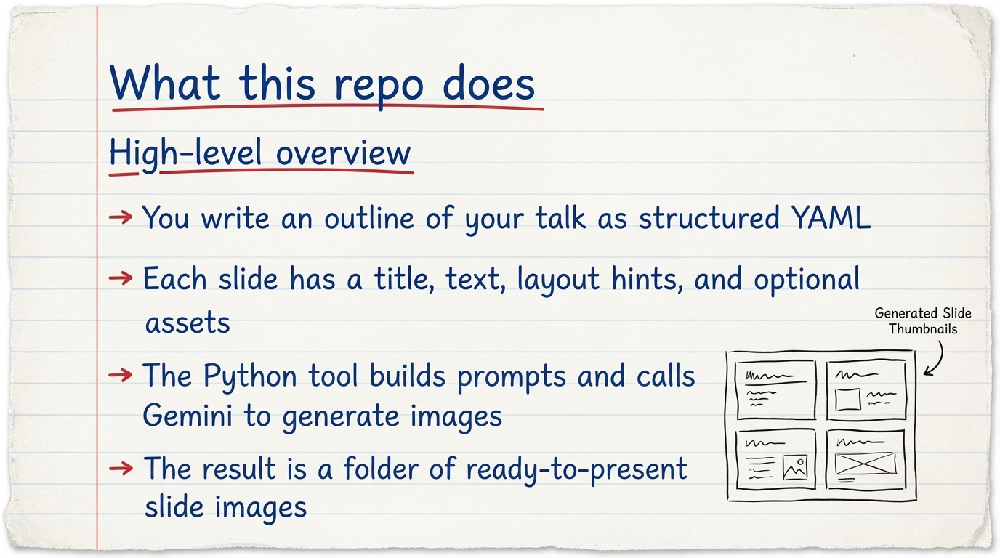 What this repo does
High-level overview
→ You write an outline of your talk as structured YAML
→ Each slide has a title, text, layout hints, and optional
assets
Generated Slide
Thumbnails
→ The Python tool builds prompts and calls
Gemini to generate images
→ The result is a folder of ready-to-present
slide images